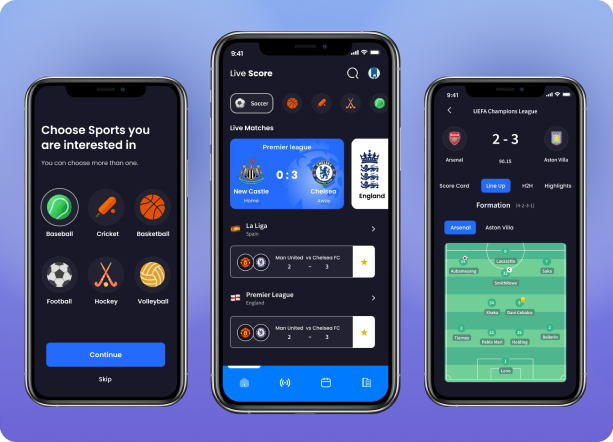 Choose Sports you
are interested in
You can choose more than one.
Baseball
Cricket
Basketball
Football
Hockey
Volleyball
Continue
Skip
9:41
Live Score
Soccer
Live Matches
Premier league
New Castle
Home
0 : 3
Chelsea
Away
England
La Liga
Spain
Man United vs Chelsea FC
2 - 3
Premier League
England
Man United vs Chelsea FC
2 - 3
9:41
UEFA Champions League
Arsenal
2 - 3
90.15
Aston Villa
Score Card
Line Up
H2H
Highlights
Formation (4-2-3-1)
Arsenal
Aston Villa
Lacazette
Aubameyang
Saka
SmithRowe
Xhaka
Dani Ceballos
Tierney
Pablo Mari
Holding
Bellerin
Leno